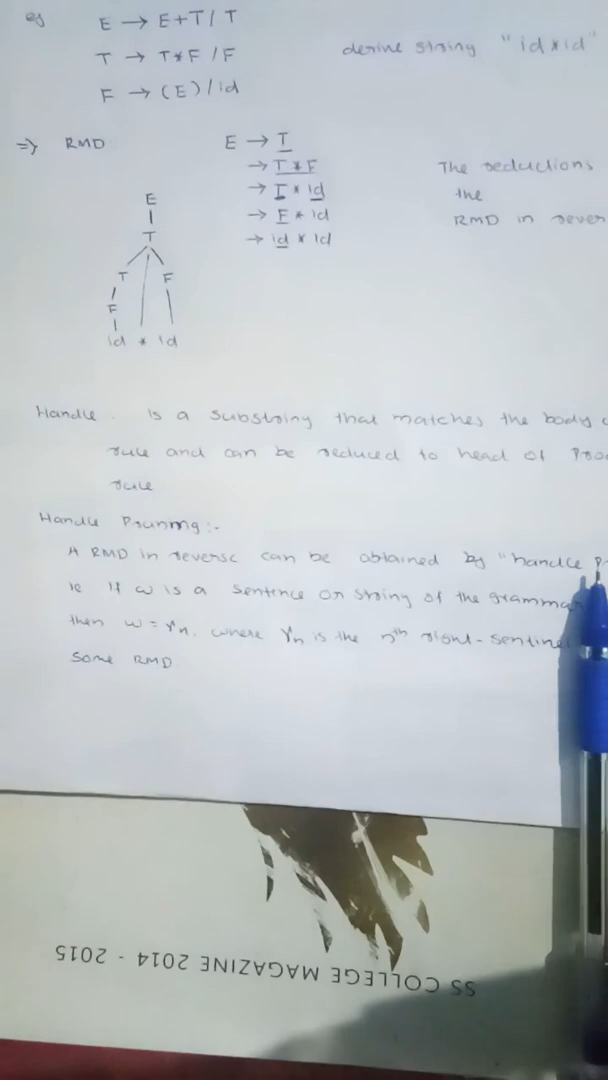 eg E → E+T/T
T → T*F/F derive string "id*id"
F → (E)/id
=> RMD E → T
→ T*F The reductions
→ T*id the
→ F*id RMD in rever
→ id*id
E
T
T F
F
id * id
Handle . is a substring that matches the body
rule and can be reduced to head of Pro
rule
Handle Pruning :-
A RMD in reverse can be obtained by "handle P
ie if ω is a sentence or string of the grammar
then ω = γn, where γn is the nth right-sentine
some RMD
SS COLLEGE MAGAZINE 2014 - 2015